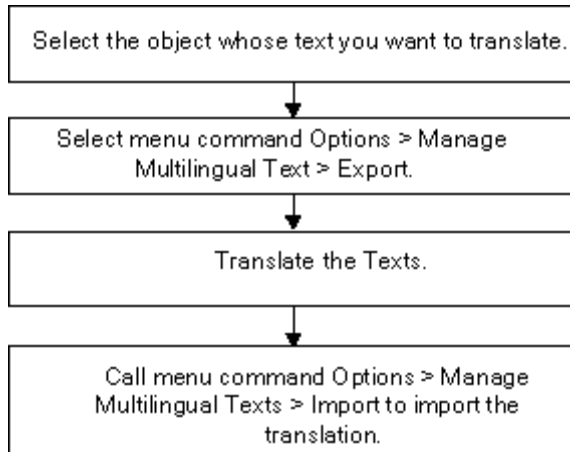 Select the object whose text you want to translate.
Select menu command Options > Manage
Multilingual Text > Export.
Translate the Texts.
Call menu command Options > Manage
Multilingual Texts > Import to import the
translation.